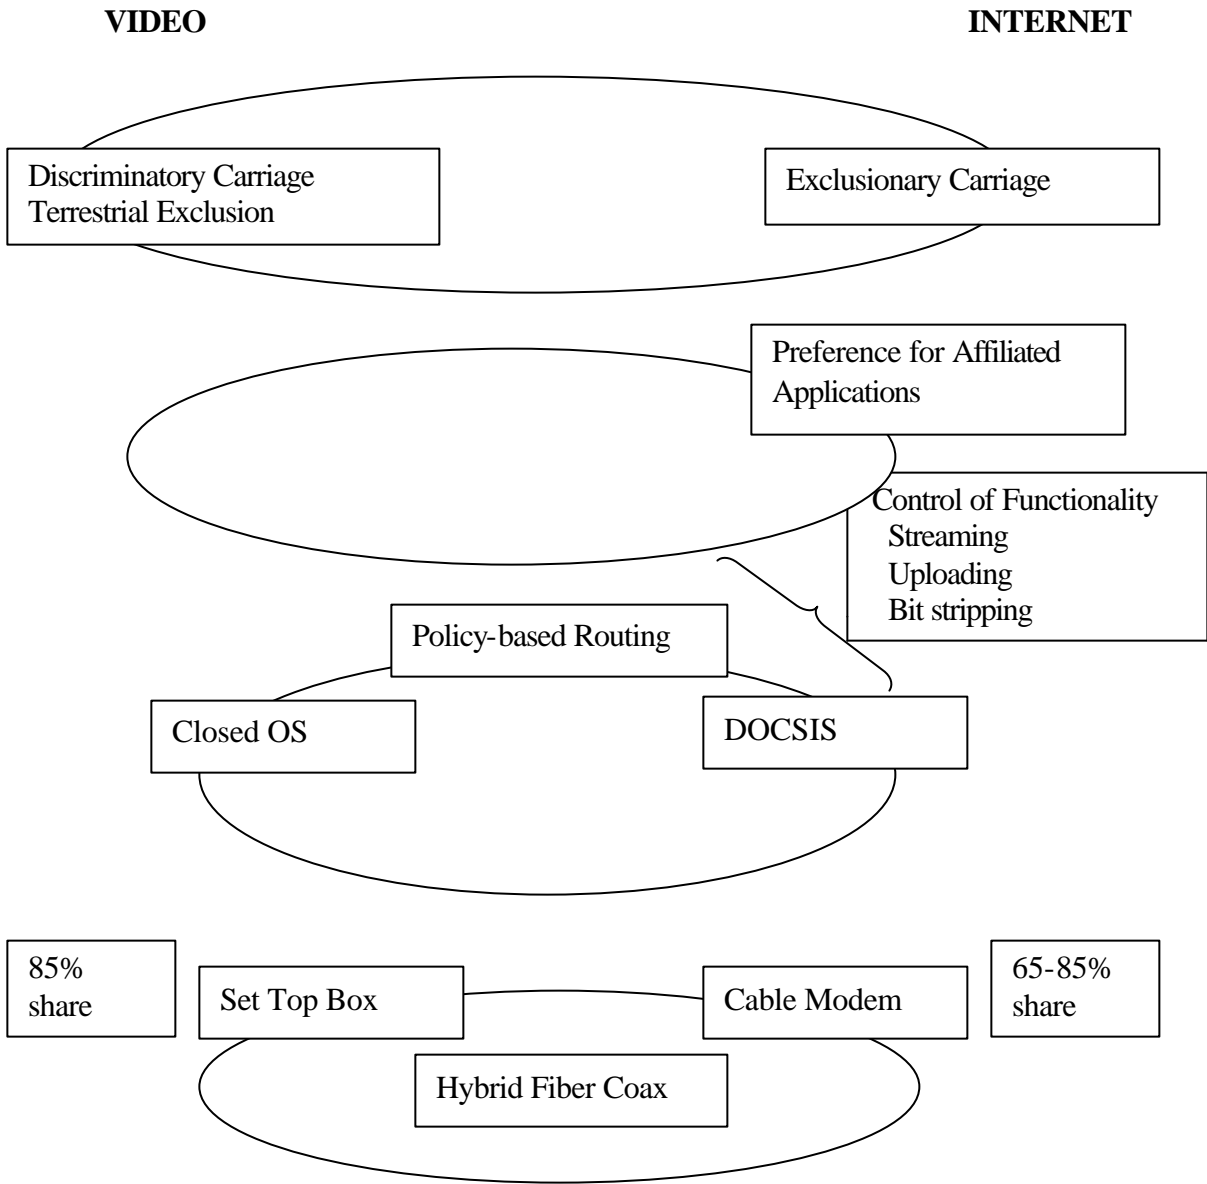 VIDEO
INTERNET
Discriminatory Carriage
Terrestrial Exclusion
Exclusionary Carriage
Preference for Affiliated
Applications
Control of Functionality
Streaming
Uploading
Bit stripping
Policy-based Routing
Closed OS
DOCSIS
85%
share
Set Top Box
Cable Modem
65-85%
share
Hybrid Fiber Coax